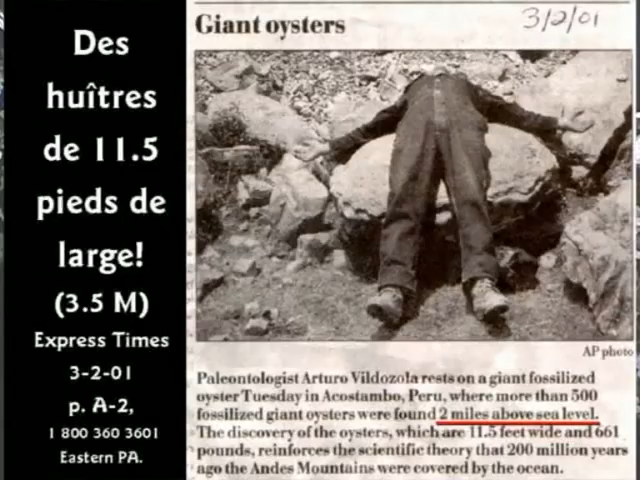 Des
huîtres
de 11.5
pieds de
large!
(3.5 M)
Express Times
3-2-01
p. A-2,
1 800 360 3601
Eastern PA.
Giant oysters
3/2/01
AP photo
Paleontologist Arturo Vildozola rests on a giant fossilized
oyster Tuesday in Acostambo, Peru, where more than 500
fossilized giant oysters were found 2 miles above sea level.
The discovery of the oysters, which are 11.5 feet wide and 661
pounds, reinforces the scientific theory that 200 million years
ago the Andes Mountains were covered by the ocean.